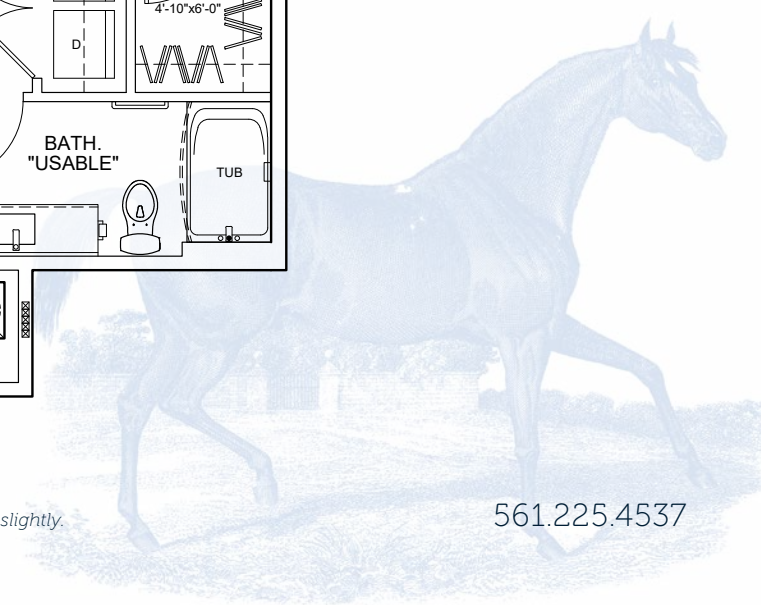 4'-10"x6'-0"
D
BATH.
"USABLE"
TUB
slightly.
561.225.4537